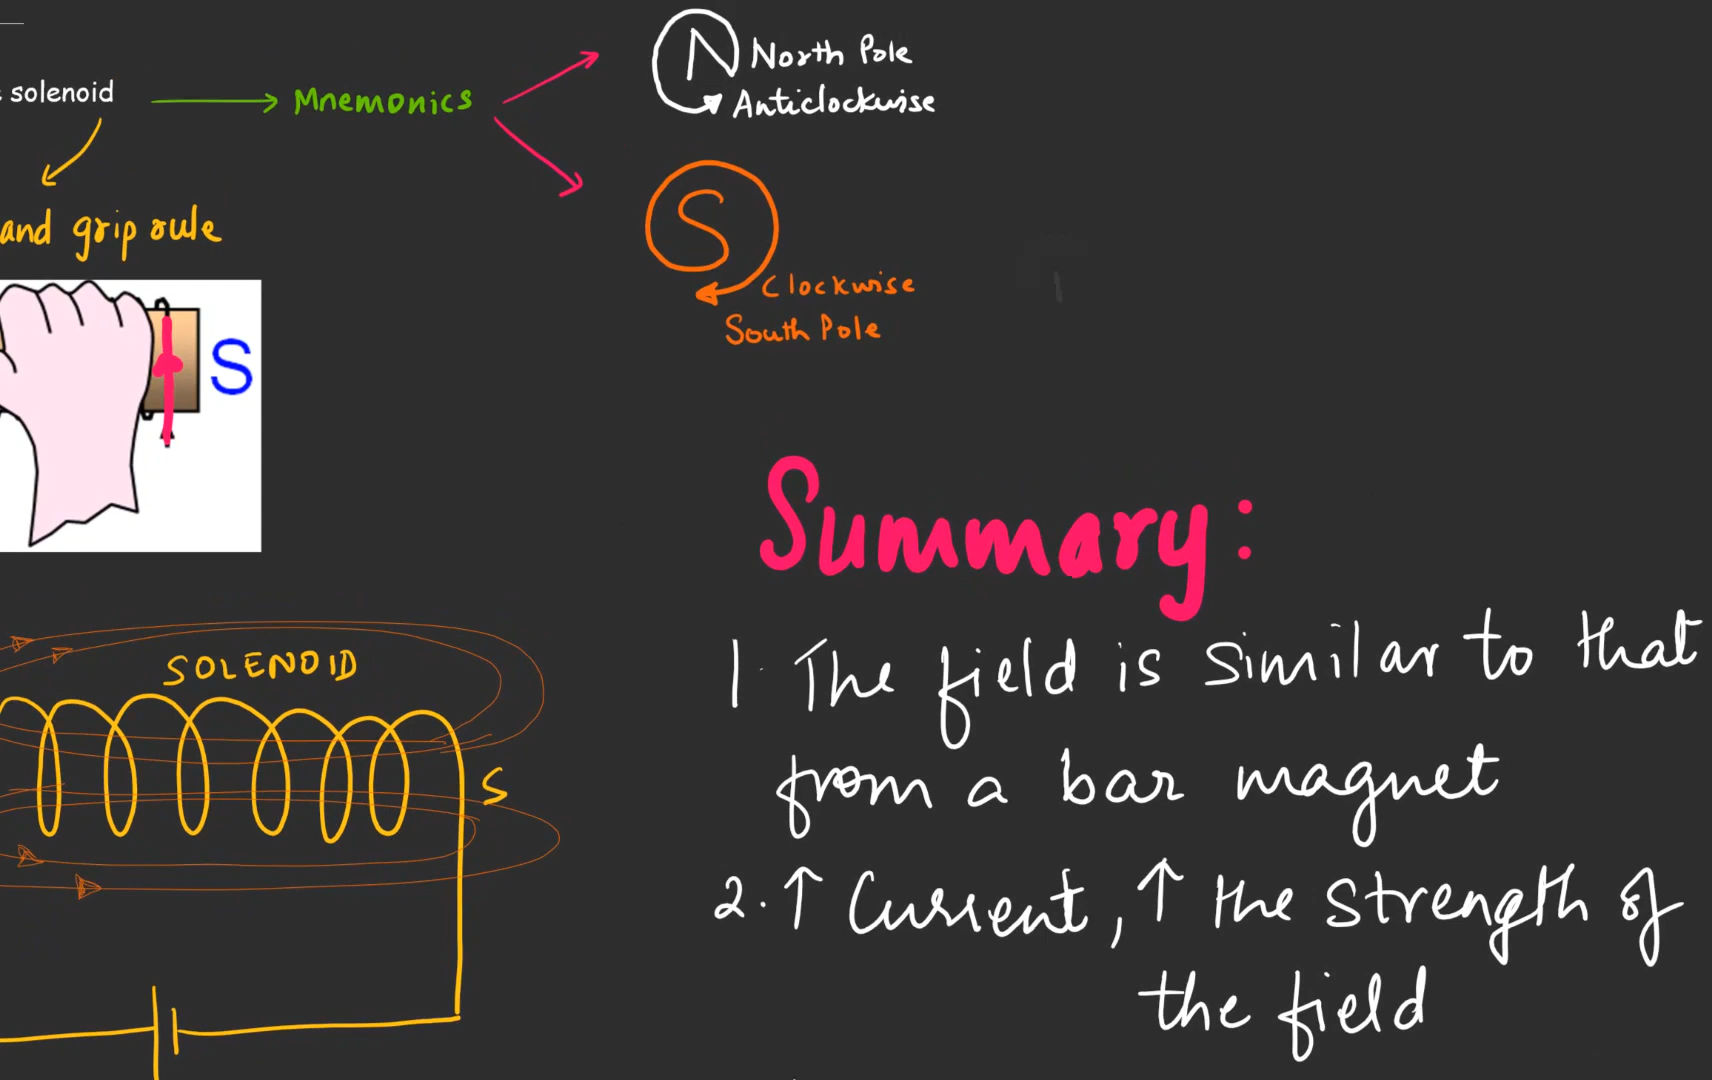 solenoid
Mnemonics
N North Pole
Anticlockwise
S
Clockwise
South Pole
and grip rule
S
Summary:
SOLENOID
S
1. The field is similar to that
from a bar magnet
2. ↑ Current, ↑ the strength of
the field